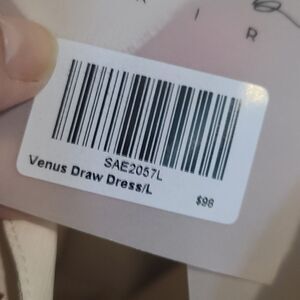 K I R
SAE2057L
Venus Draw Dress/L
$98